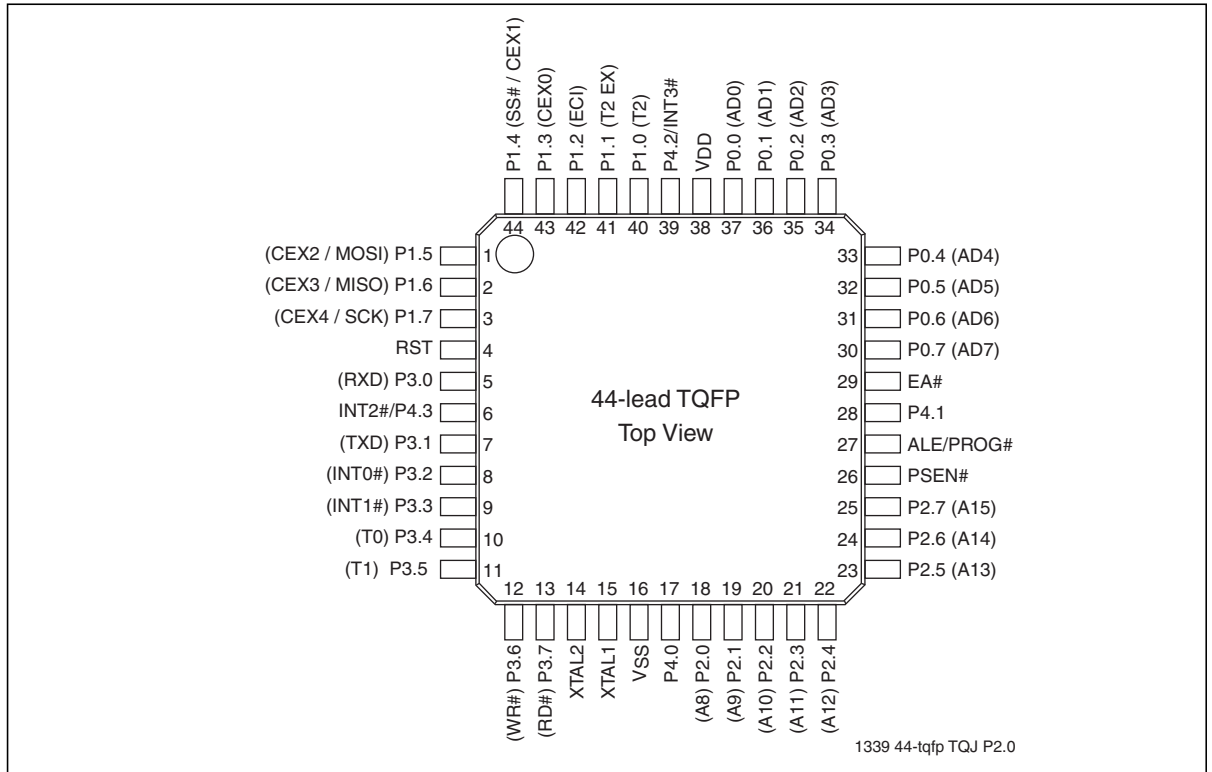 P1.4 (SS# / CEX1)
P1.3 (CEX0)
P1.2 (ECI)
P1.1 (T2 EX)
P1.0 (T2)
P4.2/INT3#
VDD
P0.0 (AD0)
P0.1 (AD1)
P0.2 (AD2)
P0.3 (AD3)
44 43 42 41 40 39 38 37 36 35 34
(CEX2 / MOSI) P1.5 1
(CEX3 / MISO) P1.6 2
(CEX4 / SCK) P1.7 3
RST 4
(RXD) P3.0 5
INT2#/P4.3 6
(TXD) P3.1 7
(INT0#) P3.2 8
(INT1#) P3.3 9
(T0) P3.4 10
(T1) P3.5 11
44-lead TQFP
Top View
33 P0.4 (AD4)
32 P0.5 (AD5)
31 P0.6 (AD6)
30 P0.7 (AD7)
29 EA#
28 P4.1
27 ALE/PROG#
26 PSEN#
25 P2.7 (A15)
24 P2.6 (A14)
23 P2.5 (A13)
12 13 14 15 16 17 18 19 20 21 22
(WR#) P3.6
(RD#) P3.7
XTAL2
XTAL1
VSS
P4.0
(A8) P2.0
(A9) P2.1
(A10) P2.2
(A11) P2.3
(A12) P2.4
1339 44-tqfp TQJ P2.0